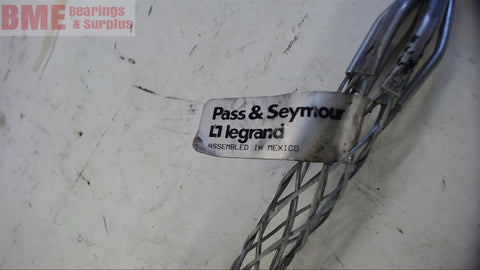 BME Bearings
& Surplus
Pass & Seymour
legrand
ASSEMBLED IN MEXICO